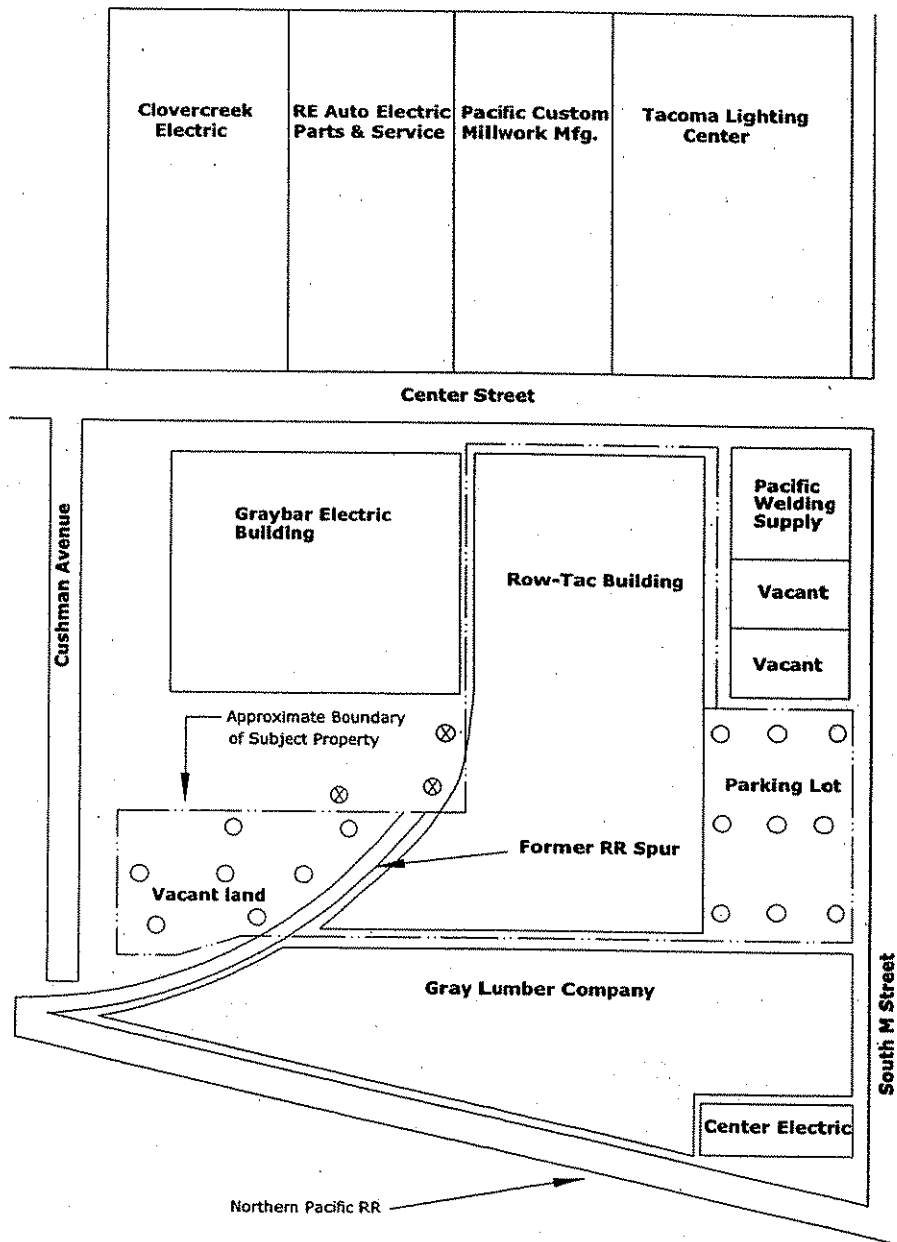 Clovercreek
Electric
RE Auto Electric
Parts & Service
Pacific Custom
Millwork Mfg.
Tacoma Lighting
Center
Center Street
Cushman Avenue
Graybar Electric
Building
Row-Tac Building
Pacific
Welding
Supply
Vacant
Vacant
Approximate Boundary
of Subject Property
Parking Lot
Former RR Spur
Vacant land
Gray Lumber Company
South M Street
Center Electric
Northern Pacific RR